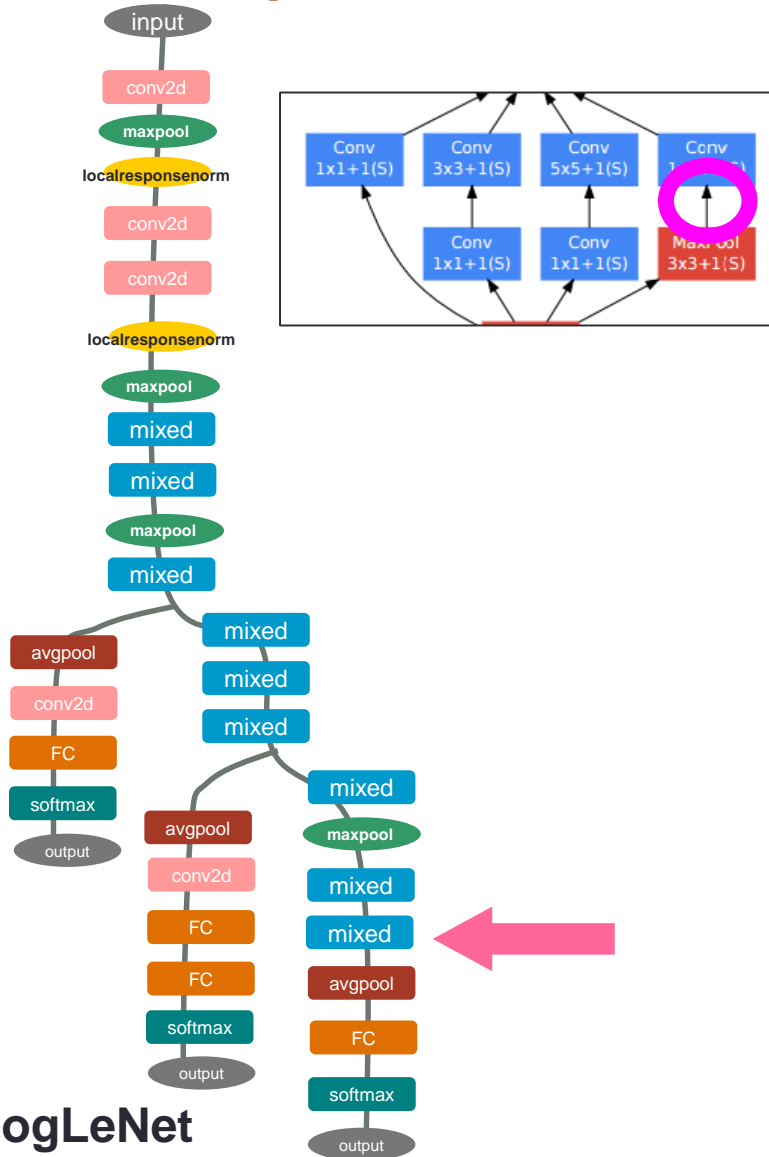 input
conv2d
maxpool
localresponsenorm
conv2d
conv2d
localresponsenorm
maxpool
mixed
mixed
maxpool
mixed
avgpool
conv2d
FC
softmax
output
mixed
mixed
mixed
avgpool
conv2d
FC
FC
softmax
output
mixed
maxpool
mixed
mixed
avgpool
FC
softmax
output
Conv
1x1+1(S)
Conv
3x3+1(S)
Conv
5x5+1(S)
Conv
Conv
1x1+1(S)
Conv
1x1+1(S)
MaxPool
3x3+1(S)
ogLeNet